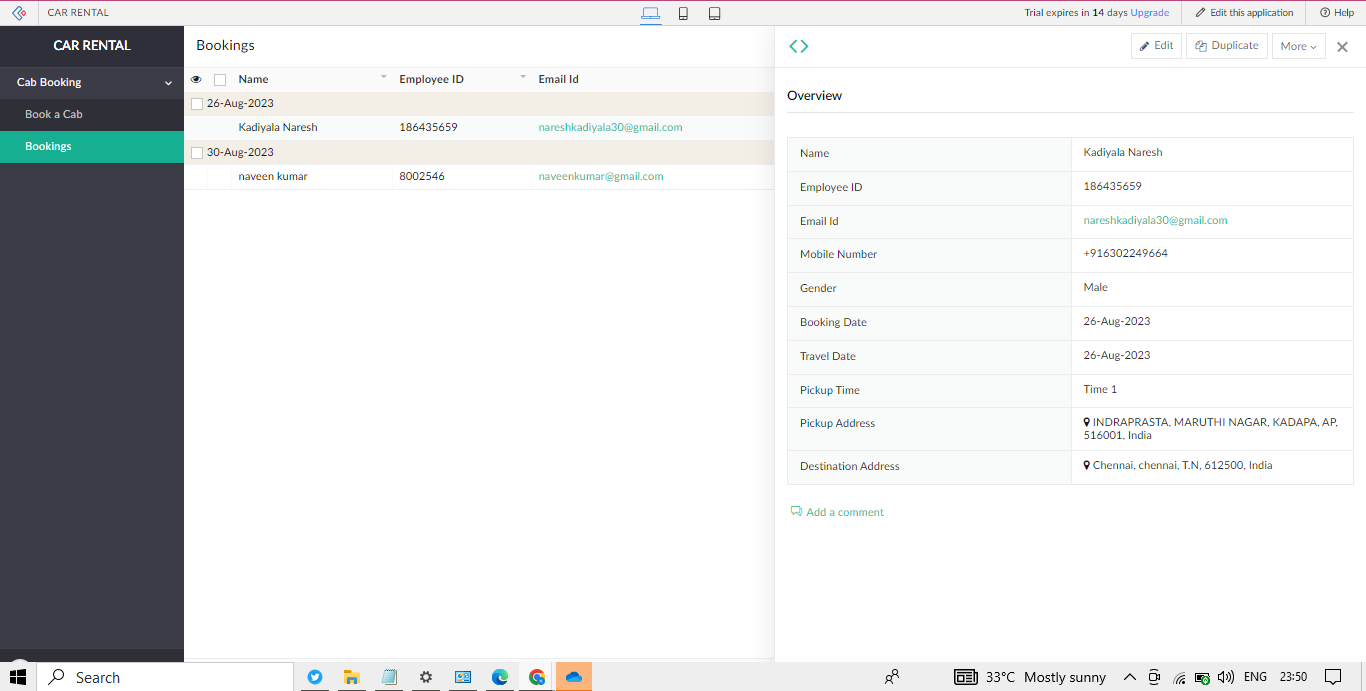 CAR RENTAL
Trial expires in 14 days Upgrade
Edit this application
Help
CAR RENTAL
Cab Booking
Book a Cab
Bookings
Bookings
Name Employee ID Email Id
26-Aug-2023
Kadiyala Naresh 186435659 nareshkadiyala30@gmail.com
30-Aug-2023
naveen kumar 8002546 naveenkumar@gmail.com
Edit Duplicate More
Overview
Name Kadiyala Naresh
Employee ID 186435659
Email Id nareshkadiyala30@gmail.com
Mobile Number +916302249664
Gender Male
Booking Date 26-Aug-2023
Travel Date 26-Aug-2023
Pickup Time Time 1
Pickup Address INDRAPRASTA, MARUTHI NAGAR, KADAPA, AP,
516001, India
Destination Address Chennai, chennai, T.N, 612500, India
Add a comment
Search
33°C Mostly sunny
ENG 23:50